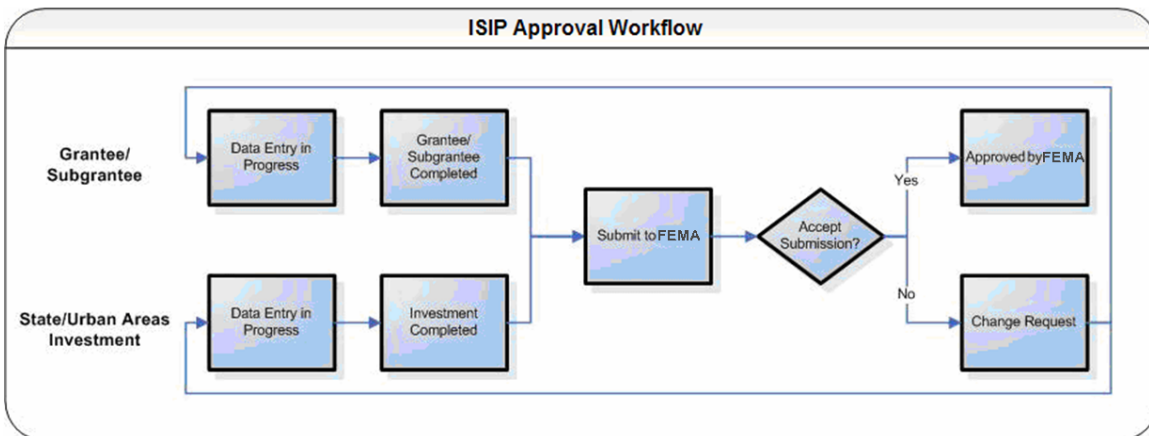 ISIP Approval Workflow
Grantee/
Subgrantee
Data Entry in
Progress
Grantee/
Subgrantee
Completed
Submit to FEMA
Accept
Submission?
Yes
Approved by FEMA
No
Change Request
State/Urban Areas
Investment
Data Entry in
Progress
Investment
Completed